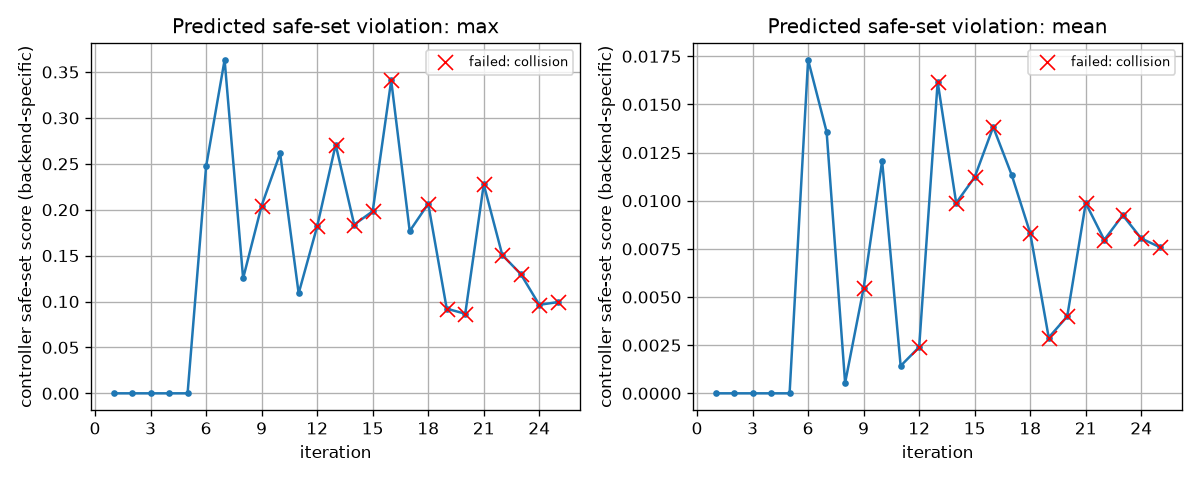 Predicted safe-set violation: max
controller safe-set score (backend-specific)
0.35
0.30
0.25
0.20
0.15
0.10
0.05
0.00
failed: collision
0 3 6 9 12 15 18 21 24
iteration
Predicted safe-set violation: mean
controller safe-set score (backend-specific)
0.0175
0.0150
0.0125
0.0100
0.0075
0.0050
0.0025
0.0000
failed: collision
0 3 6 9 12 15 18 21 24
iteration